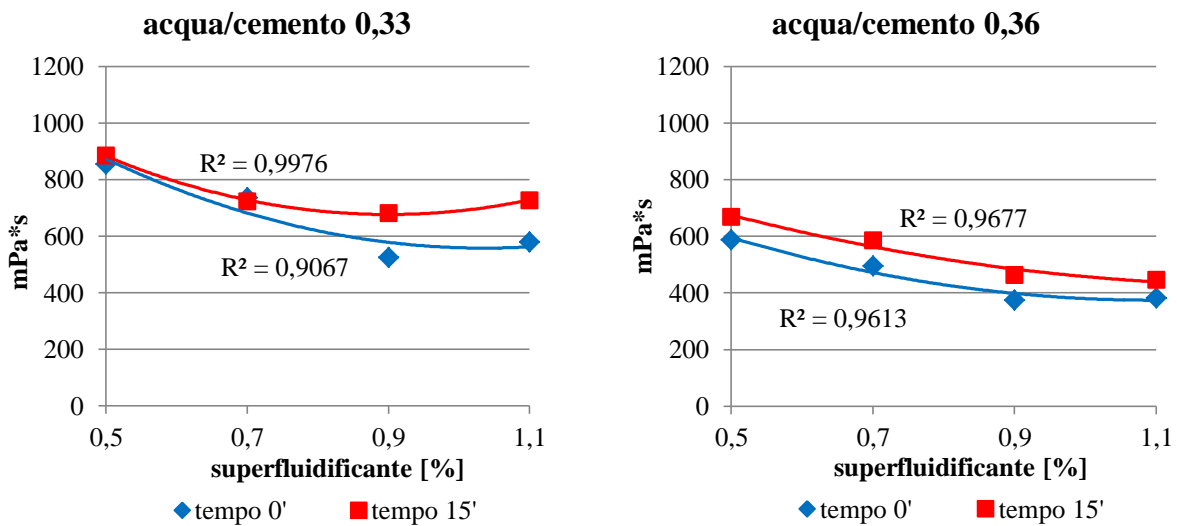 acqua/cemento 0,33
1200
1000
800
600
400
200
0
mPa*s
R² = 0,9976
R² = 0,9067
0,5 0,7 0,9 1,1
superfluidificante [%]
tempo 0' tempo 15'
acqua/cemento 0,36
1200
1000
800
600
400
200
0
mPa*s
R² = 0,9677
R² = 0,9613
0,5 0,7 0,9 1,1
superfluidificante [%]
tempo 0' tempo 15'